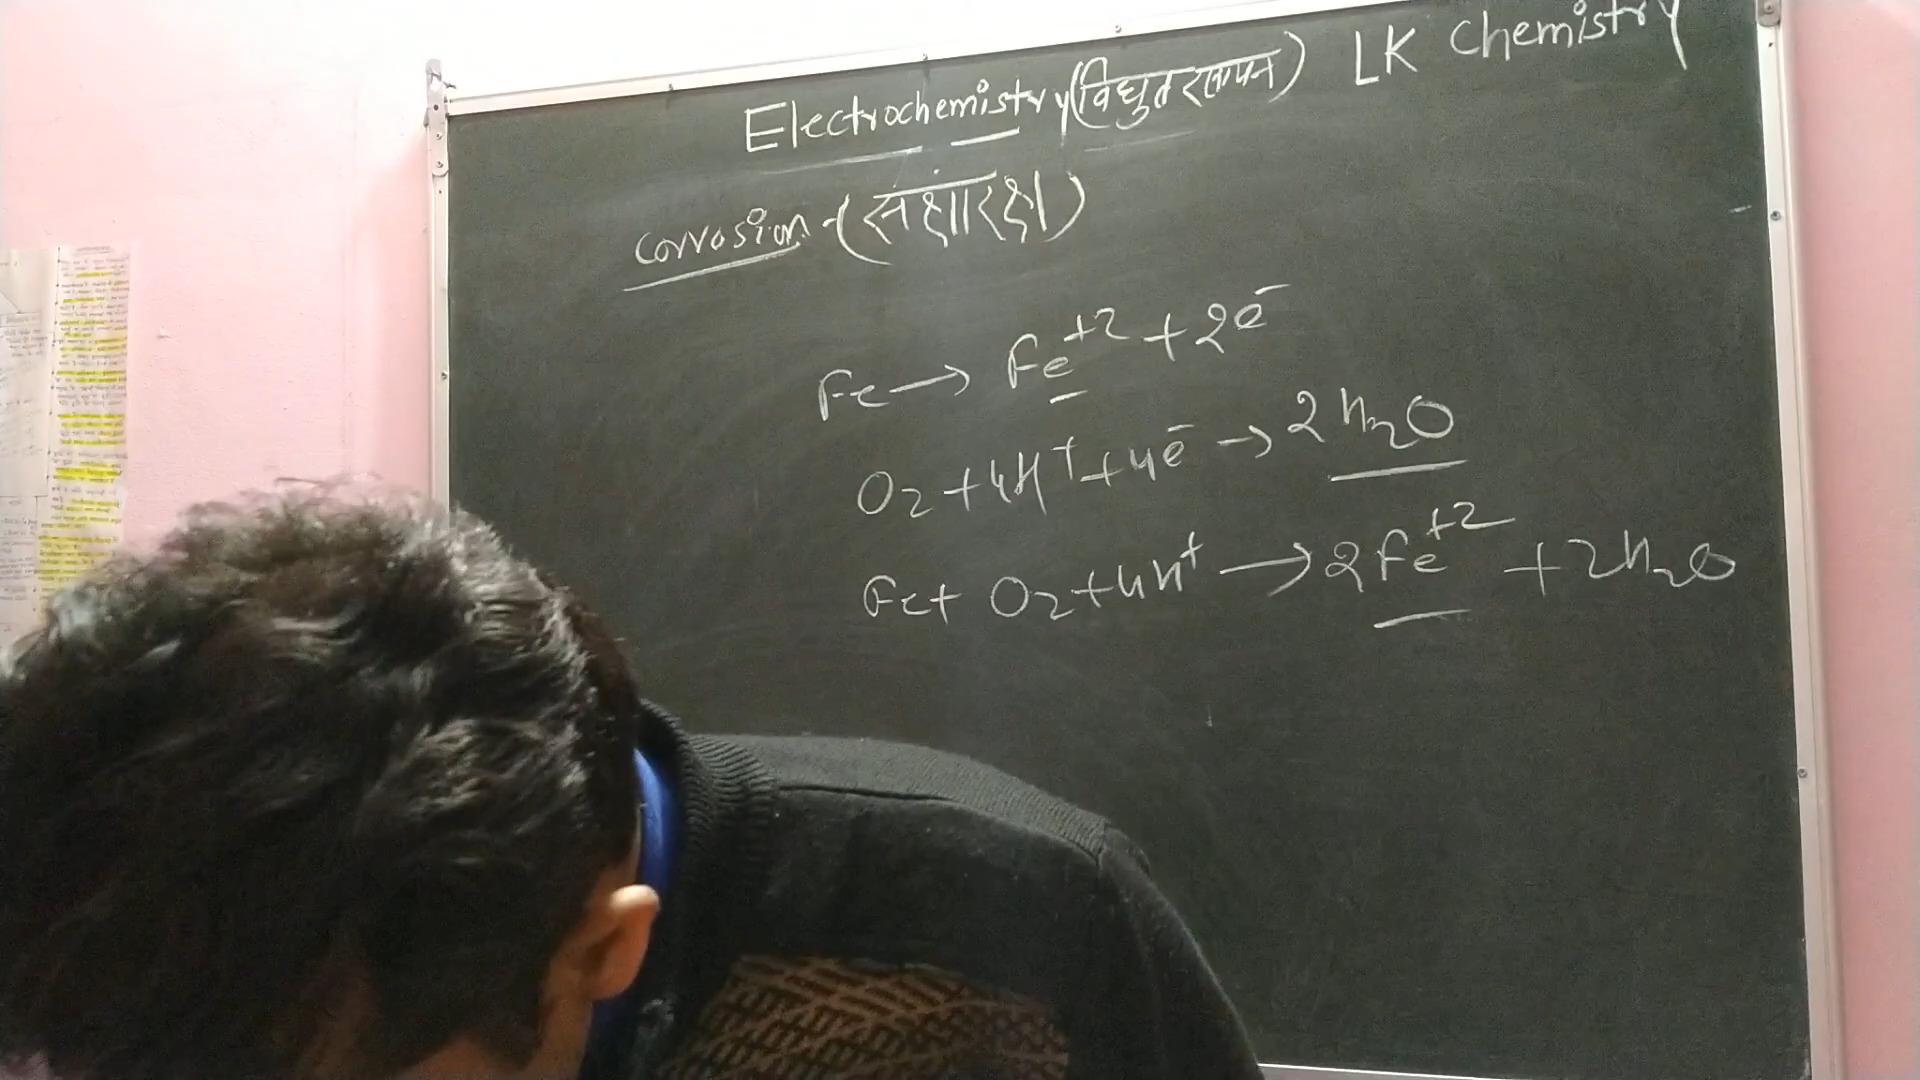 Electrochemistry (विधुत रसायन) LK Chemistry
Corrosion - (संक्षारक्ष)
Fe → Fe⁺² + 2e⁻
O₂ + 4H⁺ + 4e⁻ → 2H₂O
Fe + O₂ + 4H⁺ → 2Fe⁺² + 2H₂O